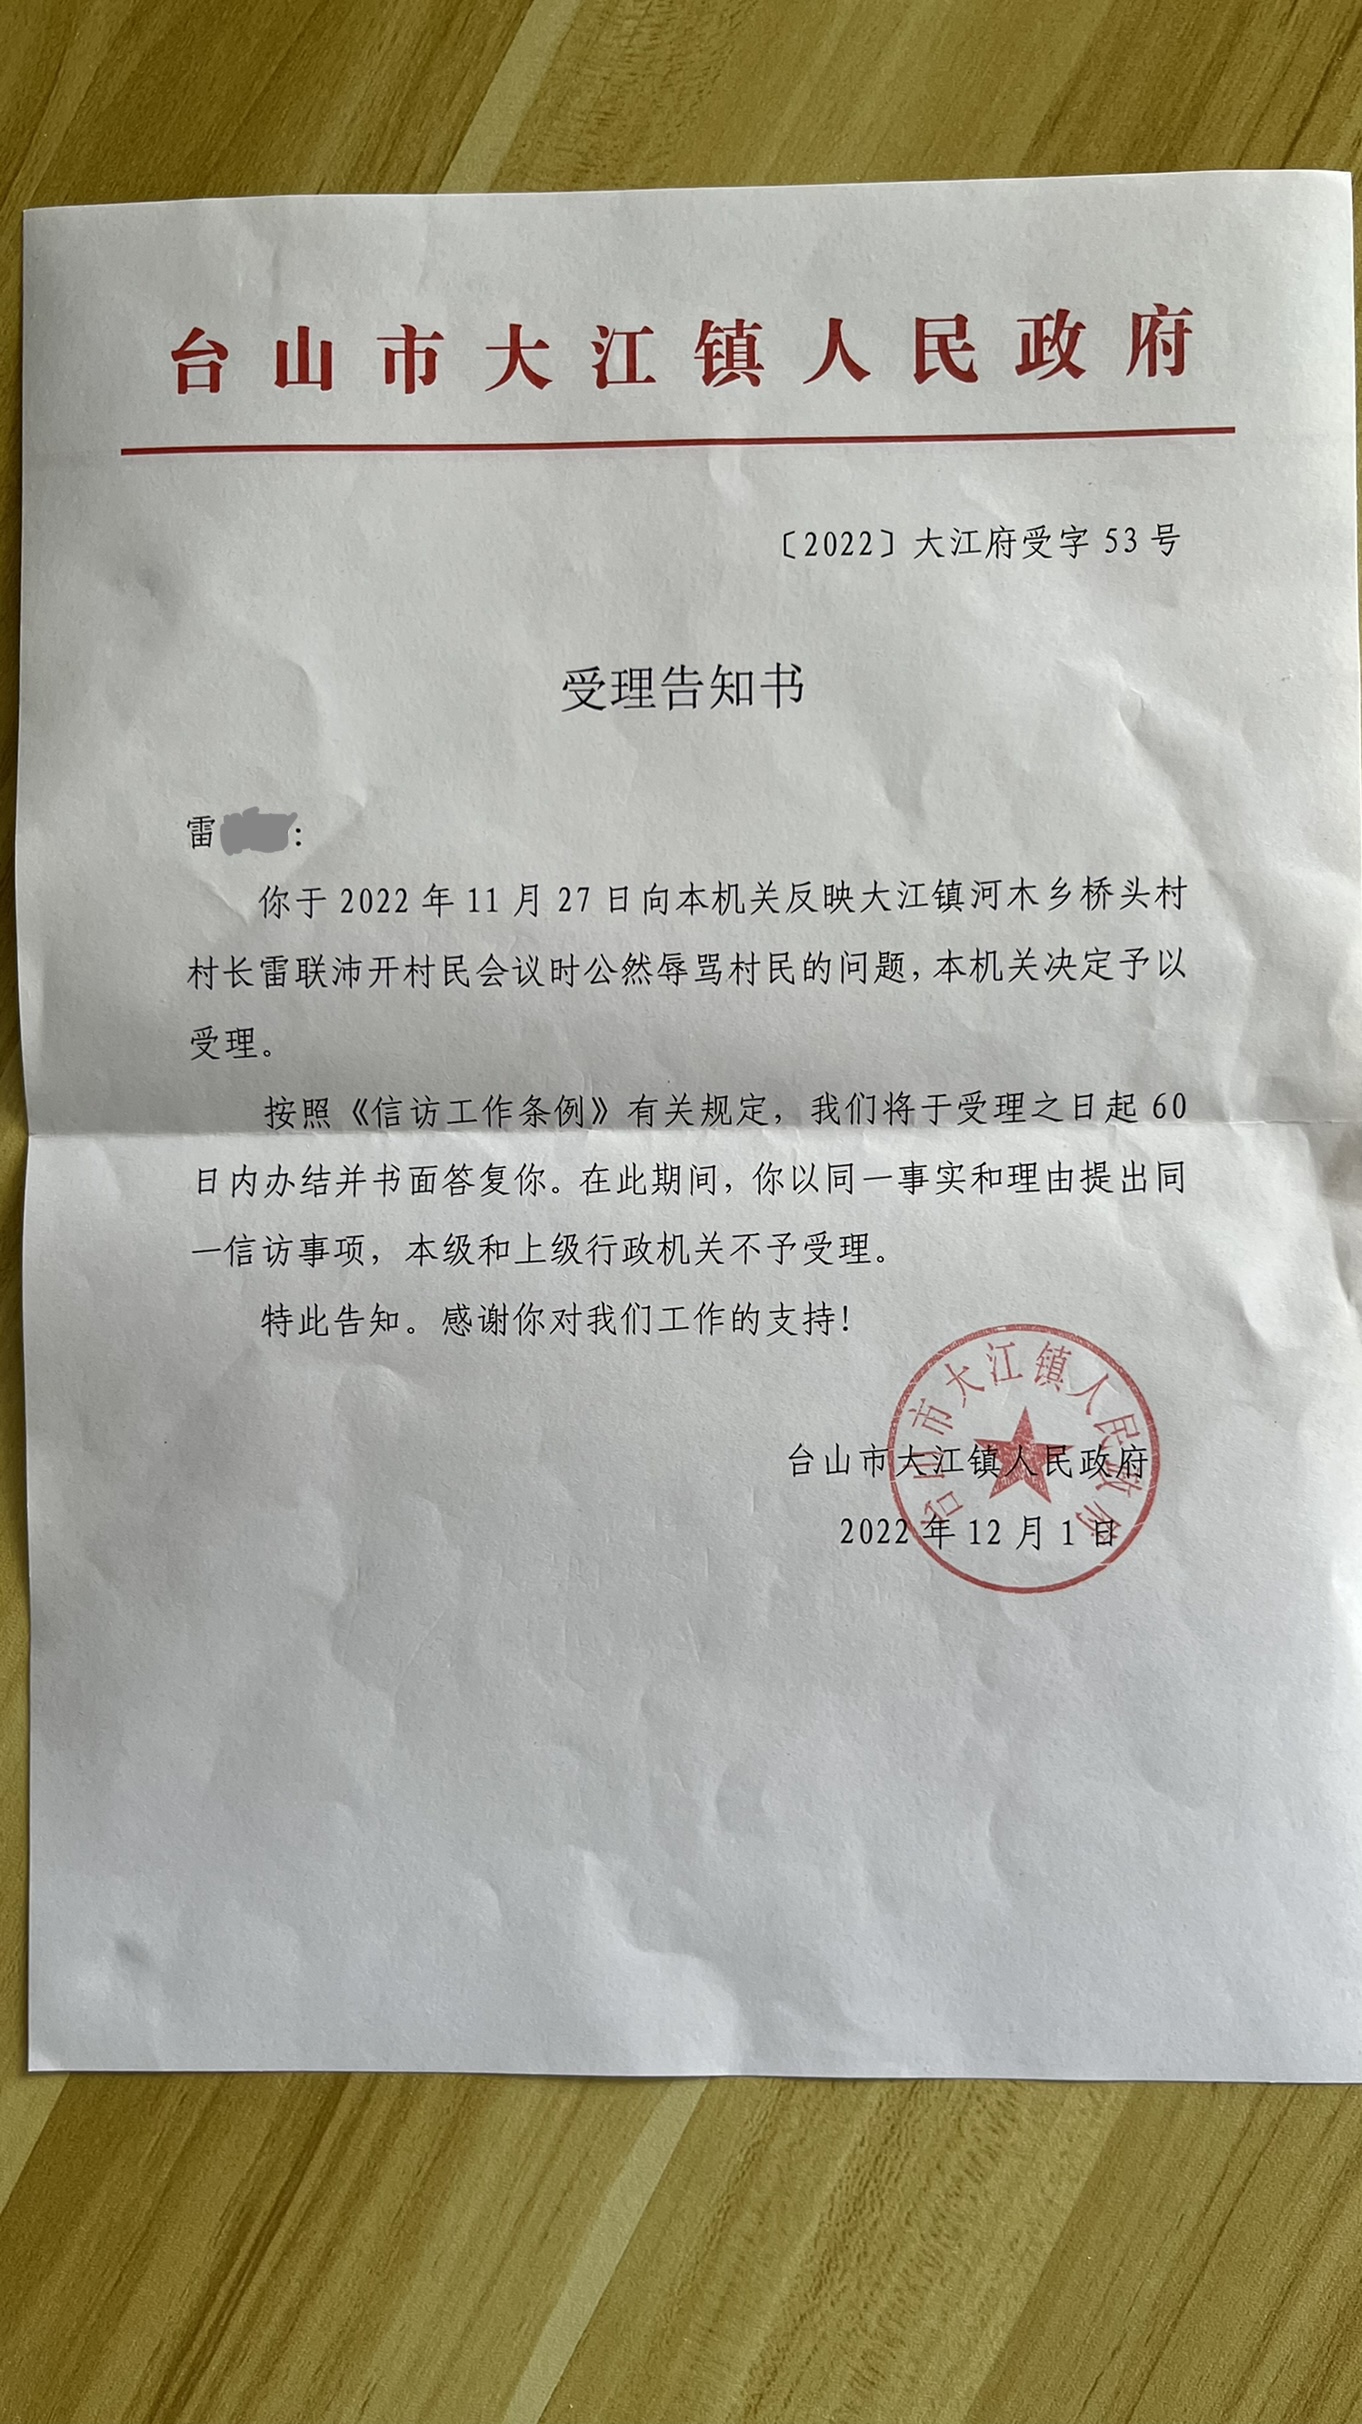 台山市大江镇人民政府
〔2022〕大江府受字 53 号
受理告知书
雷
:
你于 2022 年 11 月 27 日向本机关反映大江镇河木乡桥头村
村长雷联沛开村民会议时公然辱骂村民的问题，本机关决定予以
受理。
按照《信访工作条例》有关规定，我们将于受理之日起 60
日内办结并书面答复你。在此期间，你以同一事实和理由提出同
一信访事项，本级和上级行政机关不予受理。
特此告知。感谢你对我们工作的支持！
台山市大江镇人民政府
台山市大江镇人民政府
2022 年 12 月 1 日